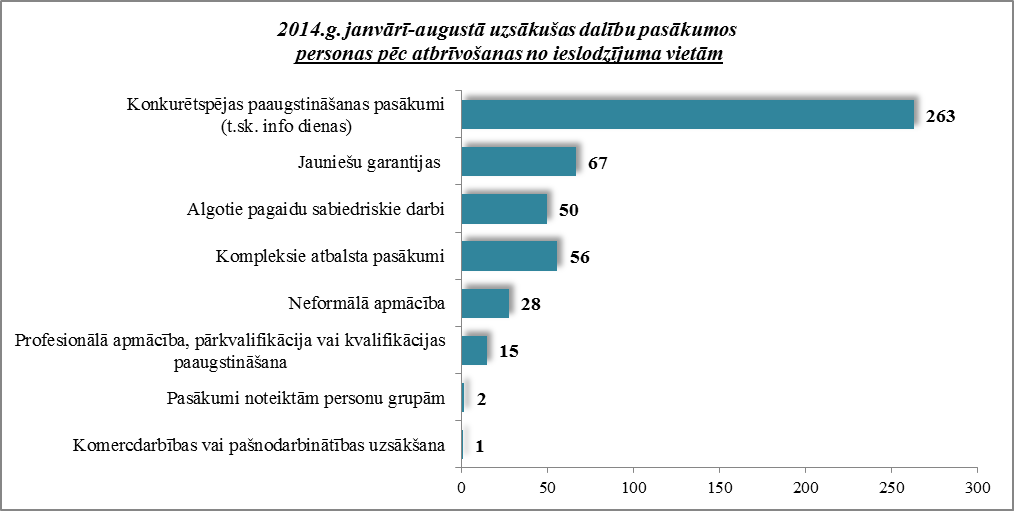 2014.g. janvārī-augustā uzsākušas dalību pasākumos
personas pēc atbrīvošanas no ieslodzījuma vietām
Konkurētspējas paaugstināšanas pasākumi
(t.sk. info dienas)
263
Jauniešu garantijas
67
Algotie pagaidu sabiedriskie darbi
50
Kompleksie atbalsta pasākumi
56
Neformālā apmācība
28
Profesionālā apmācība, pārkvalifikācija vai kvalifikācijas
paaugstināšana
15
Pasākumi noteiktām personu grupām
2
Komercdarbības vai pašnodarbinātības uzsākšana
1
0 50 100 150 200 250 300